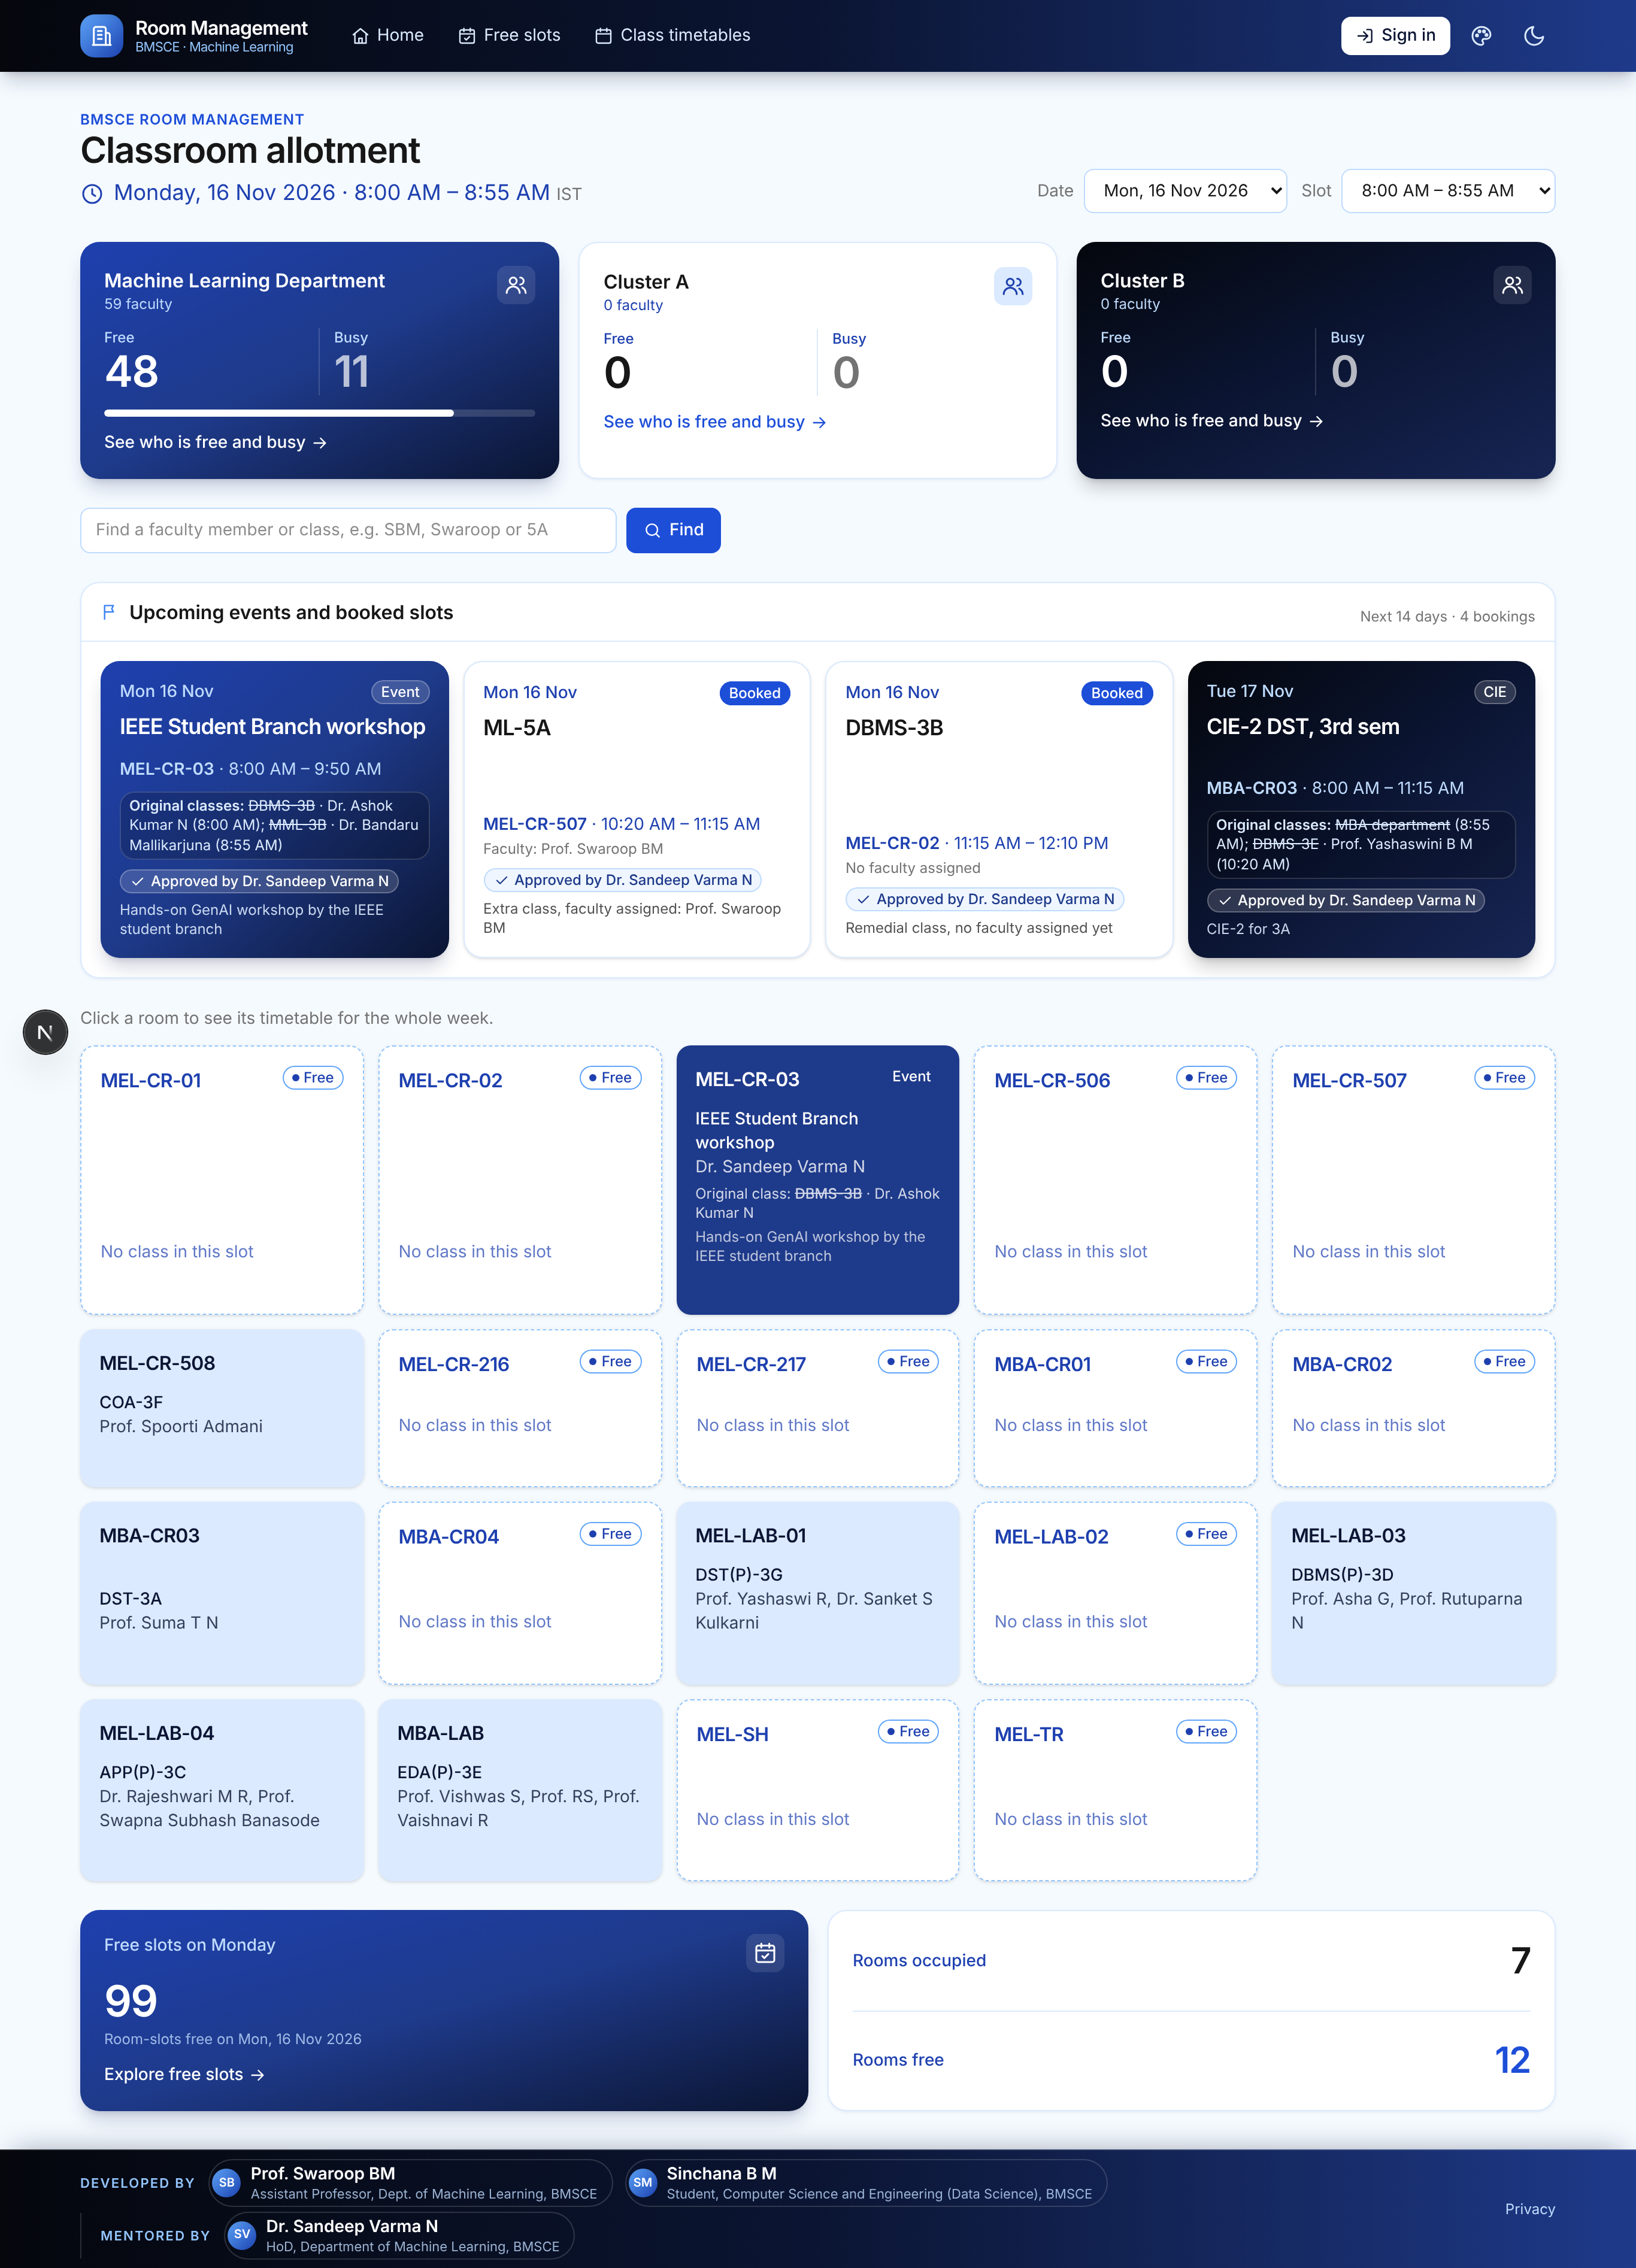 Room Management
BMSCE · Machine Learning
Home
Free slots
Class timetables
Sign in
BMSCE ROOM MANAGEMENT
Classroom allotment
Monday, 16 Nov 2026 · 8:00 AM – 8:55 AM IST
Date
Mon, 16 Nov 2026
Slot
8:00 AM – 8:55 AM
Machine Learning Department
59 faculty
Free
48
Busy
11
See who is free and busy →
Cluster A
0 faculty
Free
0
Busy
0
See who is free and busy →
Cluster B
0 faculty
Free
0
Busy
0
See who is free and busy →
Find a faculty member or class, e.g. SBM, Swaroop or 5A
Find
Upcoming events and booked slots
Next 14 days · 4 bookings
Mon 16 Nov
Event
IEEE Student Branch workshop
MEL-CR-03 · 8:00 AM – 9:50 AM
Original classes: DBMS-3B · Dr. Ashok
Kumar N (8:00 AM); MML-3B · Dr. Bandaru
Mallikarjuna (8:55 AM)
Approved by Dr. Sandeep Varma N
Hands-on GenAI workshop by the IEEE
student branch
Mon 16 Nov
Booked
ML-5A
MEL-CR-507 · 10:20 AM – 11:15 AM
Faculty: Prof. Swaroop BM
Approved by Dr. Sandeep Varma N
Extra class, faculty assigned: Prof. Swaroop
BM
Mon 16 Nov
Booked
DBMS-3B
MEL-CR-02 · 11:15 AM – 12:10 PM
No faculty assigned
Approved by Dr. Sandeep Varma N
Remedial class, no faculty assigned yet
Tue 17 Nov
CIE
CIE-2 DST, 3rd sem
MBA-CR03 · 8:00 AM – 11:15 AM
Original classes: MBA department (8:55
AM); DBMS-3E · Prof. Yashaswini B M
(10:20 AM)
Approved by Dr. Sandeep Varma N
CIE-2 for 3A
N
Click a room to see its timetable for the whole week.
MEL-CR-01
Free
No class in this slot
MEL-CR-02
Free
No class in this slot
MEL-CR-03
Event
IEEE Student Branch
workshop
Dr. Sandeep Varma N
Original class: DBMS-3B · Dr. Ashok
Kumar N
Hands-on GenAI workshop by the
IEEE student branch
MEL-CR-506
Free
No class in this slot
MEL-CR-507
Free
No class in this slot
MEL-CR-508
COA-3F
Prof. Spoorti Admani
MEL-CR-216
Free
No class in this slot
MEL-CR-217
Free
No class in this slot
MBA-CR01
Free
No class in this slot
MBA-CR02
Free
No class in this slot
MBA-CR03
DST-3A
Prof. Suma T N
MBA-CR04
Free
No class in this slot
MEL-LAB-01
DST(P)-3G
Prof. Yashaswi R, Dr. Sanket S
Kulkarni
MEL-LAB-02
Free
No class in this slot
MEL-LAB-03
DBMS(P)-3D
Prof. Asha G, Prof. Rutuparna
N
MEL-LAB-04
APP(P)-3C
Dr. Rajeshwari M R, Prof.
Swapna Subhash Banasode
MBA-LAB
EDA(P)-3E
Prof. Vishwas S, Prof. RS, Prof.
Vaishnavi R
MEL-SH
Free
No class in this slot
MEL-TR
Free
No class in this slot
Free slots on Monday
99
Room-slots free on Mon, 16 Nov 2026
Explore free slots →
Rooms occupied
7
Rooms free
12
DEVELOPED BY
SB
Prof. Swaroop BM
Assistant Professor, Dept. of Machine Learning, BMSCE
SM
Sinchana B M
Student, Computer Science and Engineering (Data Science), BMSCE
MENTORED BY
SV
Dr. Sandeep Varma N
HoD, Department of Machine Learning, BMSCE
Privacy